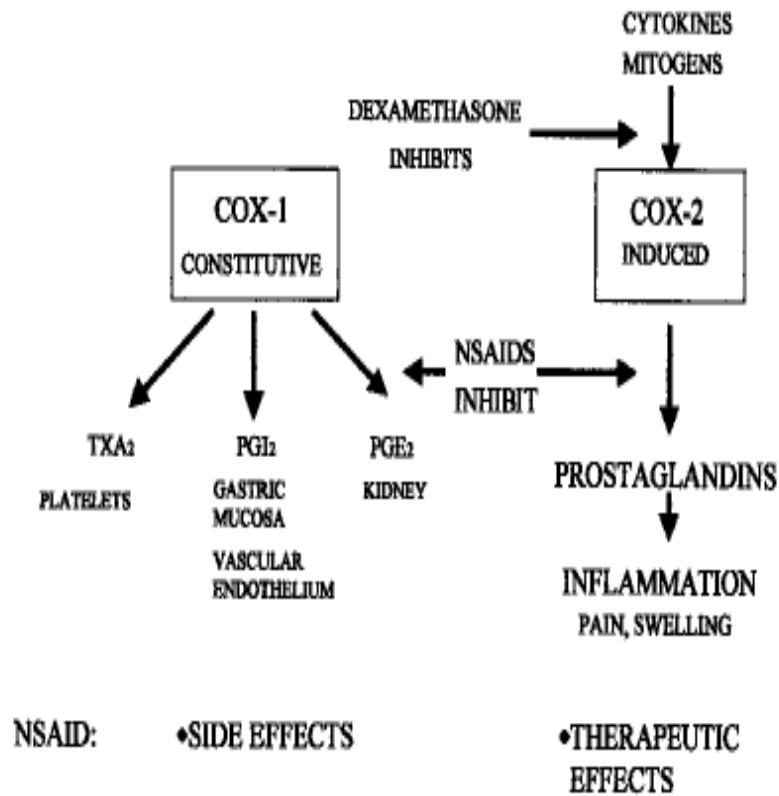 CYTOKINES
MITOGENS
DEXAMETHASONE
INHIBITS
COX-1
CONSTITUTIVE
COX-2
INDUCED
NSAIDS
INHIBIT
TXA2
PLATELETS
PGI2
GASTRIC
MUCOSA
VASCULAR
ENDOTHELIUM
PGE2
KIDNEY
PROSTAGLANDINS
INFLAMMATION
PAIN, SWELLING
NSAID:
•SIDE EFFECTS
•THERAPEUTIC
EFFECTS